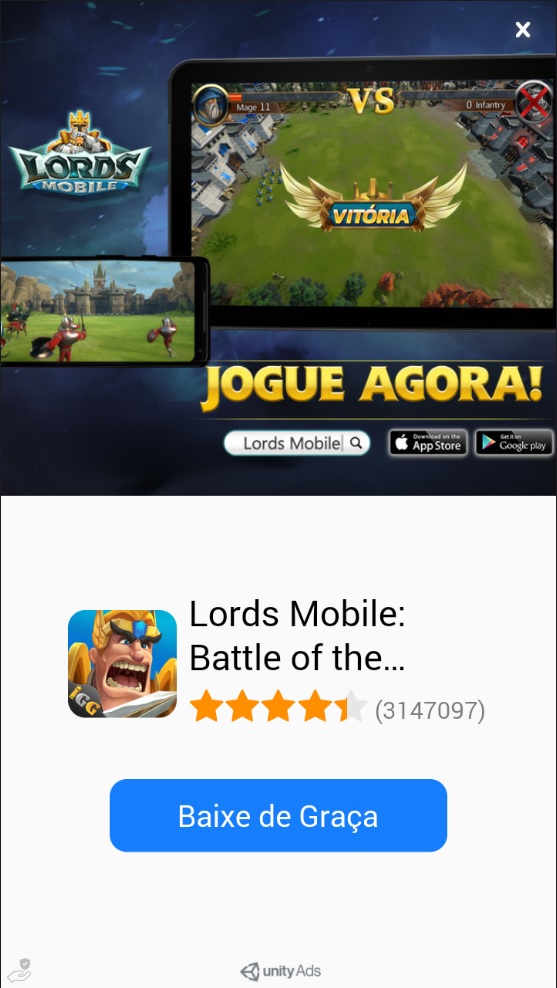 X
VS
Mage 11
0 Infantry
LORDS
MOBILE
VITÓRIA
JOGUE AGORA!
Lords Mobile
Download on the
App Store
Get it on
Google play
Lords Mobile:
Battle of the...
GG
(3147097)
Baixe de Graça
unity Ads